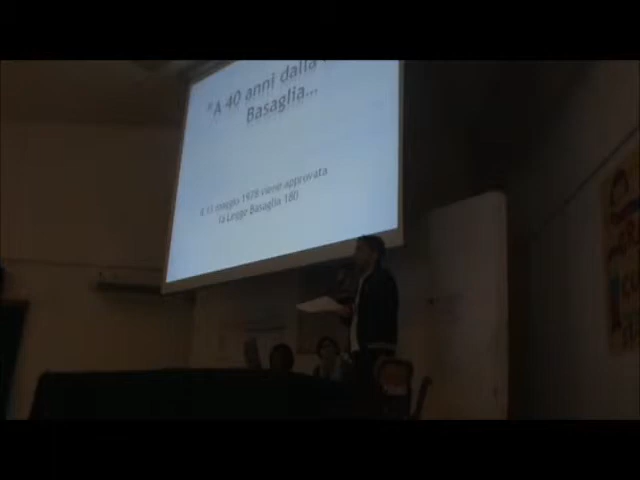 "A 40 anni dalla
Basaglia...
Il 13 maggio 1978 viene approvata
la Legge Basaglia 180